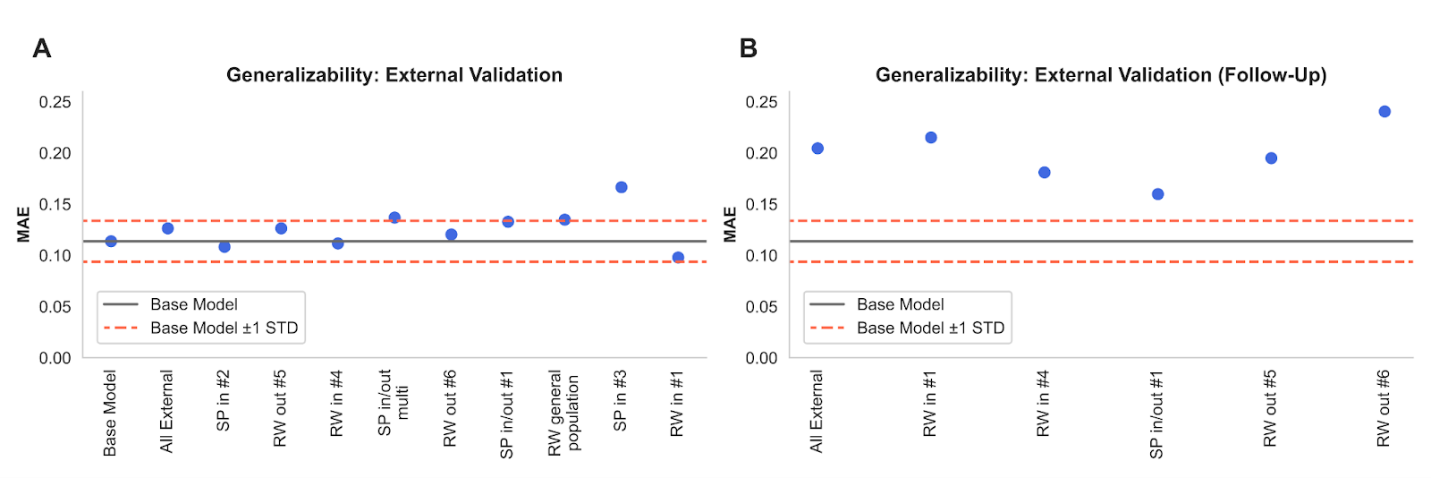 A
Generalizability: External Validation
MAE
0.25
0.20
0.15
0.10
0.05
0.00
Base Model
Base Model ±1 STD
Base Model
All External
SP in #2
RW out #5
RW in #4
SP in/out
multi
RW out #6
SP in/out #1
RW general
population
SP in #3
RW in #1
B
Generalizability: External Validation (Follow-Up)
MAE
0.25
0.20
0.15
0.10
0.05
0.00
Base Model
Base Model ±1 STD
All External
RW in #1
RW in #4
SP in/out #1
RW out #5
RW out #6